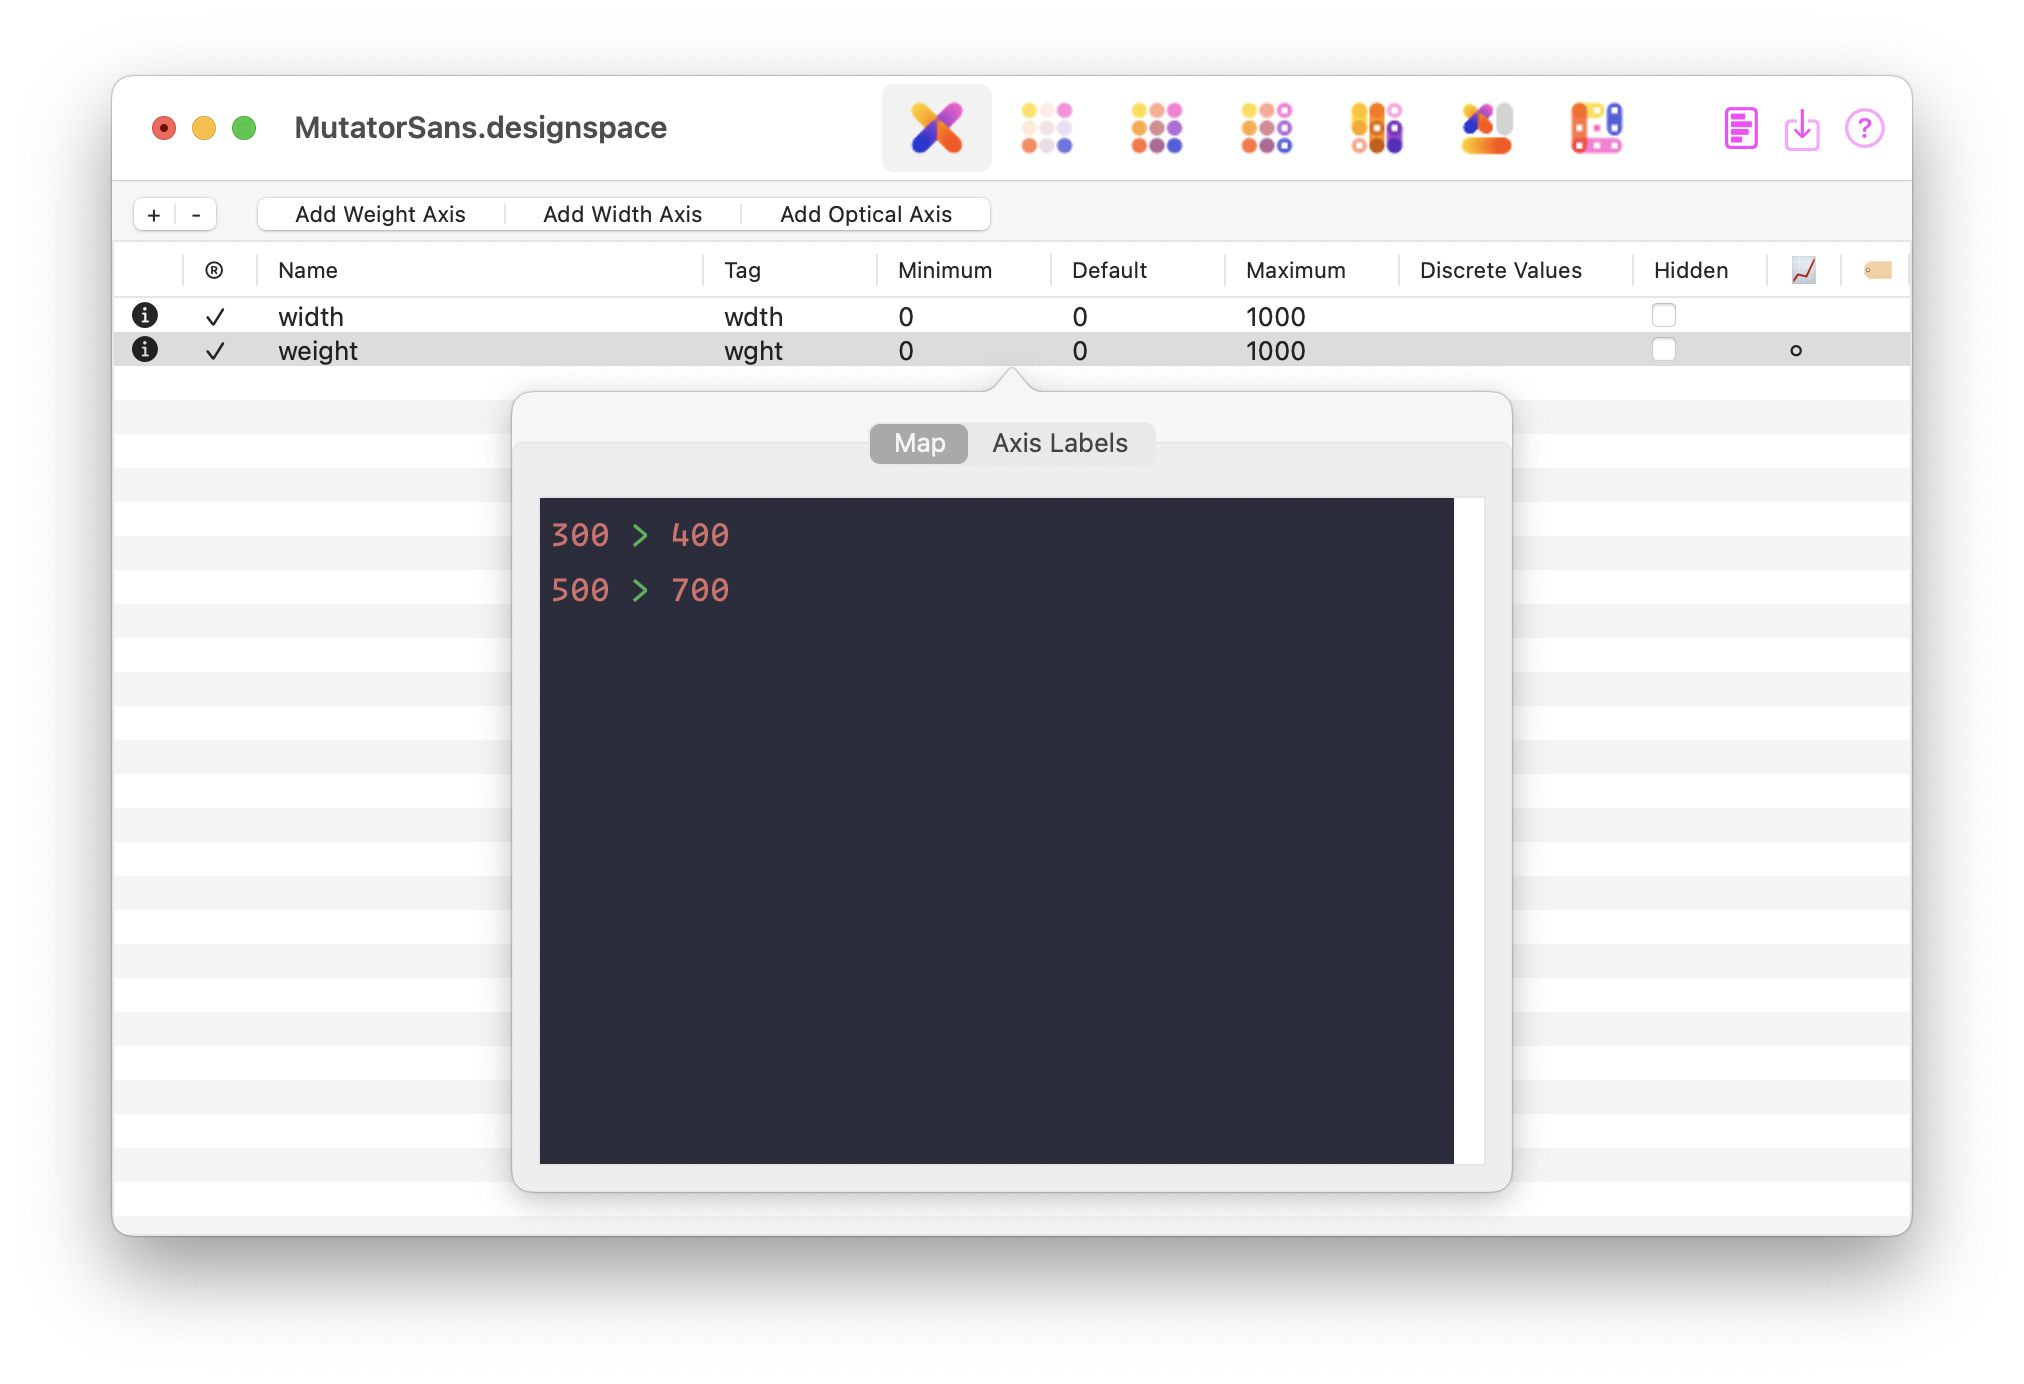 MutatorSans.designspace
?
+ - Add Weight Axis Add Width Axis Add Optical Axis
® Name Tag Minimum Default Maximum Discrete Values Hidden
i ✓ width wdth 0 0 1000
i ✓ weight wght 0 0 1000
Map Axis Labels
300 > 400
500 > 700